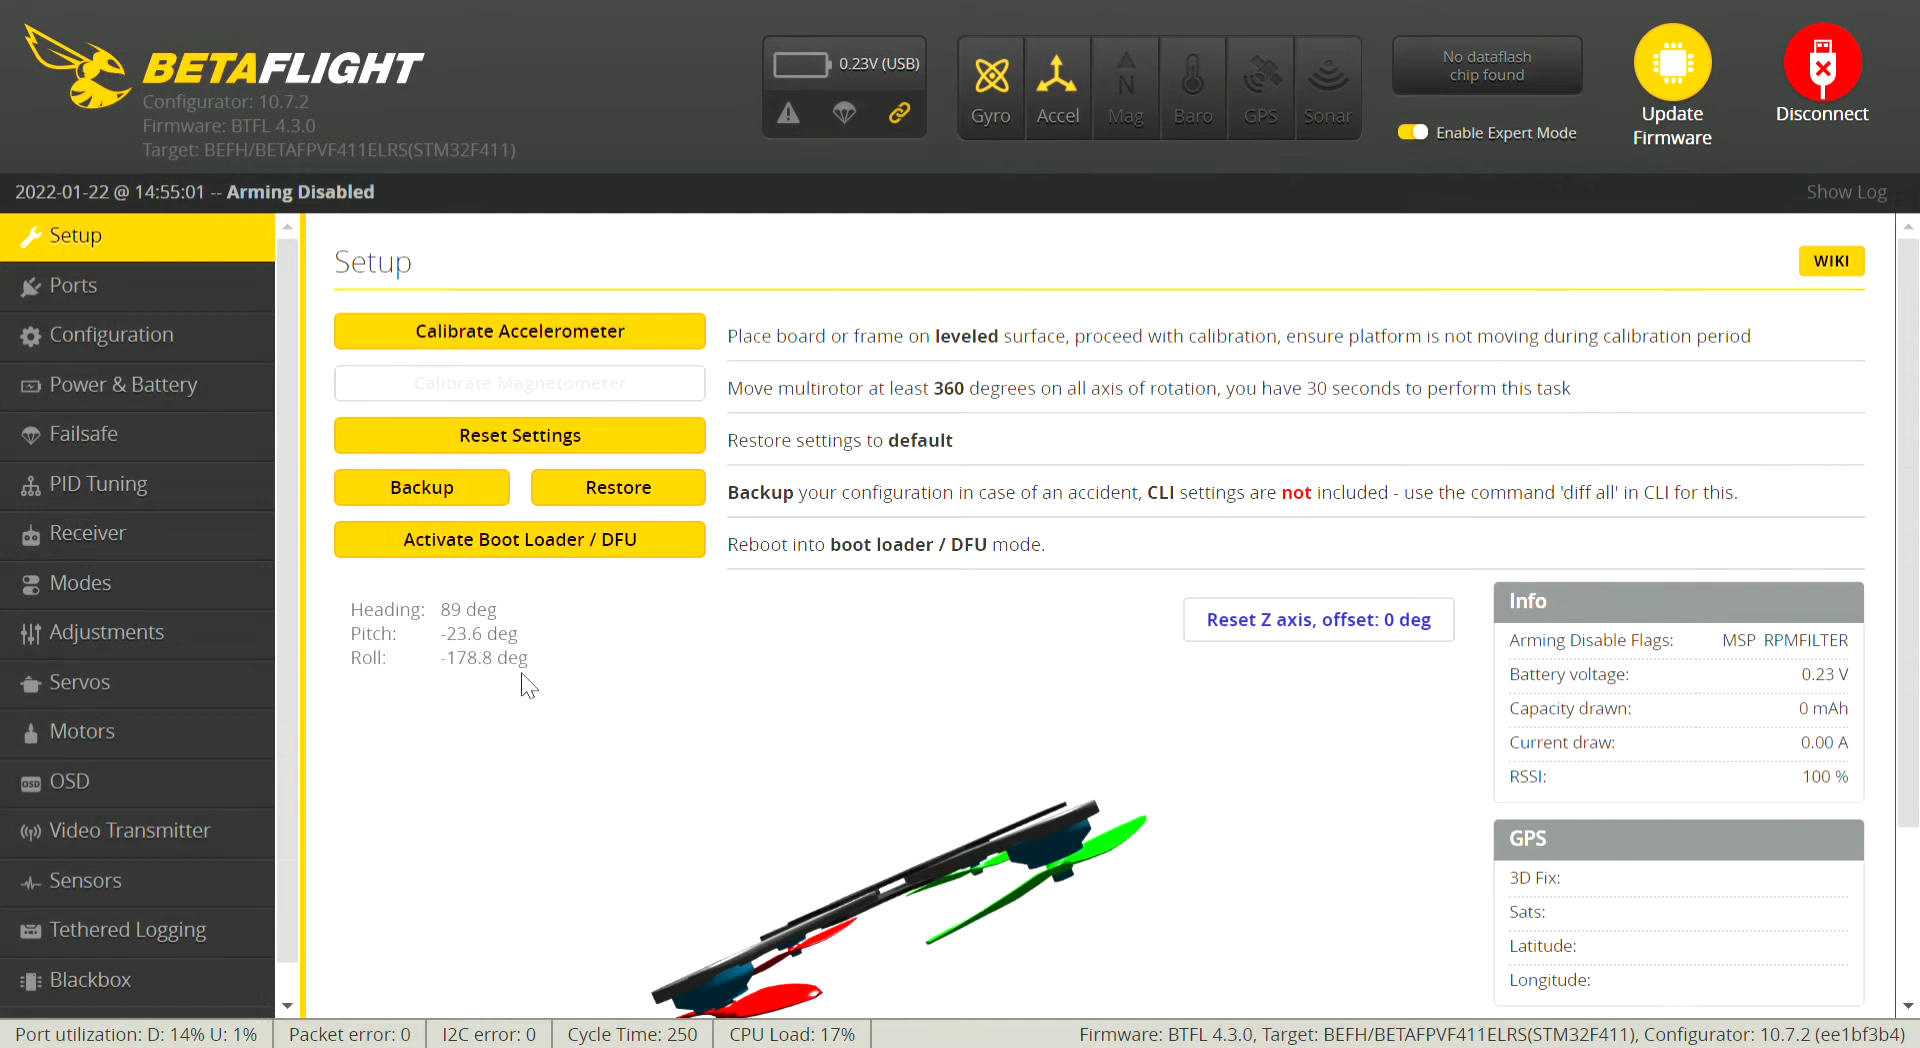 BETAFLIGHT
Configurator: 10.7.2
Firmware: BTFL 4.3.0
Target: BEFH/BETAFPVF411ELRS(STM32F411)
0.23V (USB)
Gyro
Accel
N
Mag
Baro
GPS
Sonar
No dataflash
chip found
Enable Expert Mode
Update
Firmware
Disconnect
2022-01-22 @ 14:55:01 -- Arming Disabled
Show Log
Setup
Ports
Configuration
Power & Battery
Failsafe
PID Tuning
Receiver
Modes
Adjustments
Servos
Motors
OSD OSD
Video Transmitter
Sensors
Tethered Logging
Blackbox
Setup
WIKI
Calibrate Accelerometer
Place board or frame on leveled surface, proceed with calibration, ensure platform is not moving during calibration period
Calibrate Magnetometer
Move multirotor at least 360 degrees on all axis of rotation, you have 30 seconds to perform this task
Reset Settings
Restore settings to default
Backup
Restore
Backup your configuration in case of an accident, CLI settings are not included - use the command 'diff all' in CLI for this.
Activate Boot Loader / DFU
Reboot into boot loader / DFU mode.
Heading: 89 deg
Pitch: -23.6 deg
Roll: -178.8 deg
Reset Z axis, offset: 0 deg
Info
Arming Disable Flags: MSP RPMFILTER
Battery voltage: 0.23 V
Capacity drawn: 0 mAh
Current draw: 0.00 A
RSSI: 100 %
GPS
3D Fix:
Sats:
Latitude:
Longitude:
Port utilization: D: 14% U: 1%
Packet error: 0
I2C error: 0
Cycle Time: 250
CPU Load: 17%
Firmware: BTFL 4.3.0, Target: BEFH/BETAFPVF411ELRS(STM32F411), Configurator: 10.7.2 (ee1bf3b4)